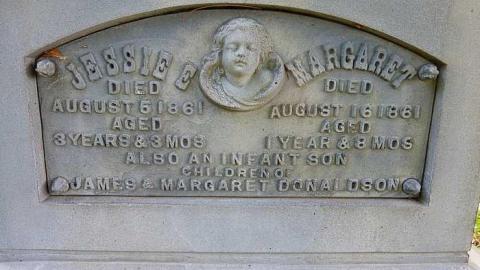 JESSIE E MARGARET
DIED DIED
AUGUST 5 1861 AUGUST 16 1861
AGED AGED
3 YEARS & 3 MOS 1 YEAR & 8 MOS
ALSO AN INFANT SON
CHILDREN OF
JAMES & MARGARET DONALDSON